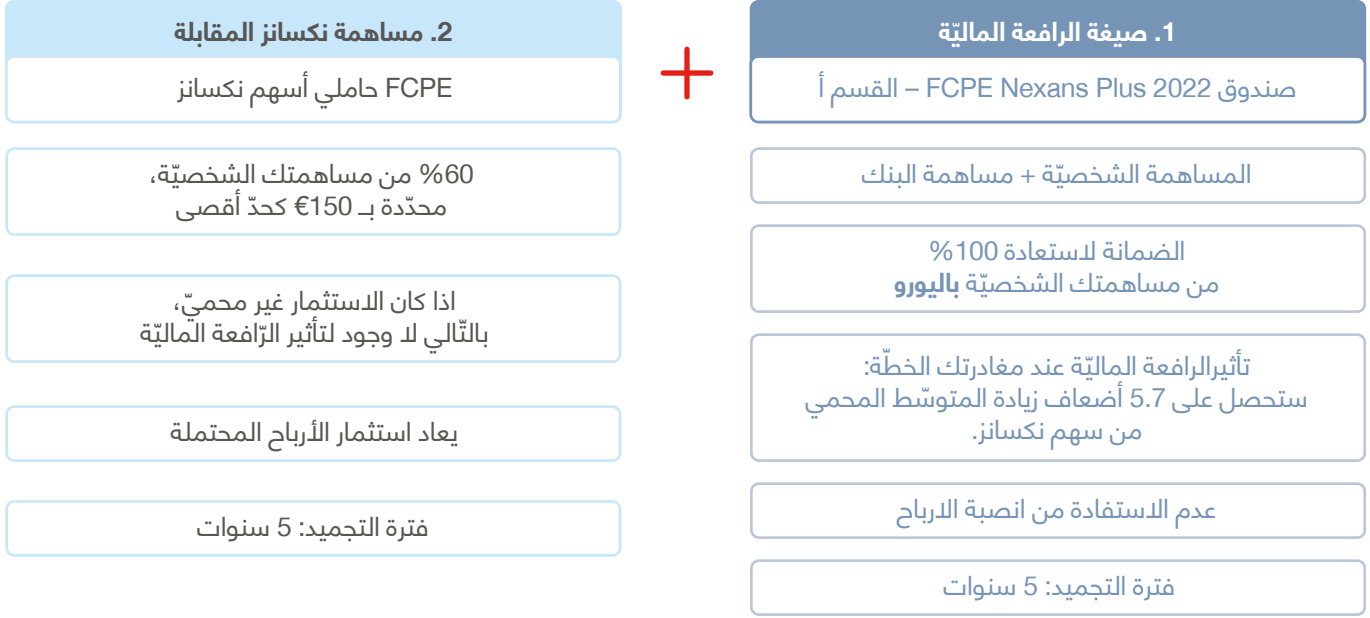 1. صيغة الرافعة الماليّة
صندوق FCPE Nexans Plus 2022 – القسم أ
المساهمة الشخصيّة + مساهمة البنك
الضمانة لاستعادة 100%
من مساهمتك الشخصيّة باليورو
تأثيرالرافعة الماليّة عند مغادرتك الخطّة:
ستحصل على 5.7 أضعاف زيادة المتوسّط المحمي
من سهم نكسانز.
عدم الاستفادة من انصبة الارباح
فترة التجميد: 5 سنوات
+
2. مساهمة نكسانز المقابلة
FCPE حاملي أسهم نكسانز
60% من مساهمتك الشخصيّة،
محدّدة بـ 150€ كحدّ أقصى
اذا كان الاستثمار غير محميّ،
بالتّالي لا وجود لتأثير الرّافعة الماليّة
يعاد استثمار الأرباح المحتملة
فترة التجميد: 5 سنوات